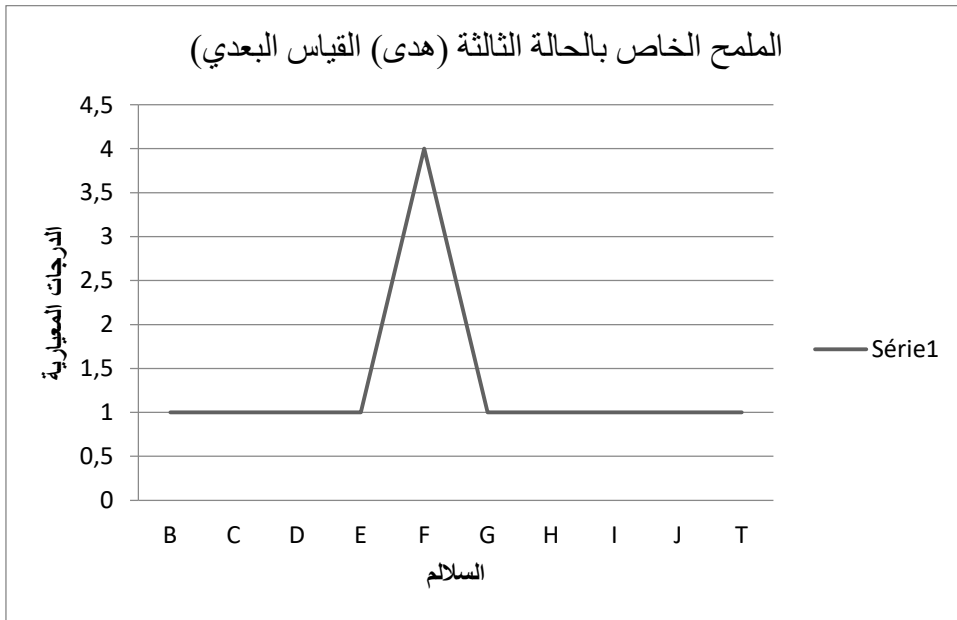 الملمح الخاص بالحالة الثالثة (هدى) القياس البعدي)
4,5
4
3,5
3
2,5
2
1,5
1
0,5
0
الدرجات المعيارية
B C D E F G H I J T
السلالم
Série1